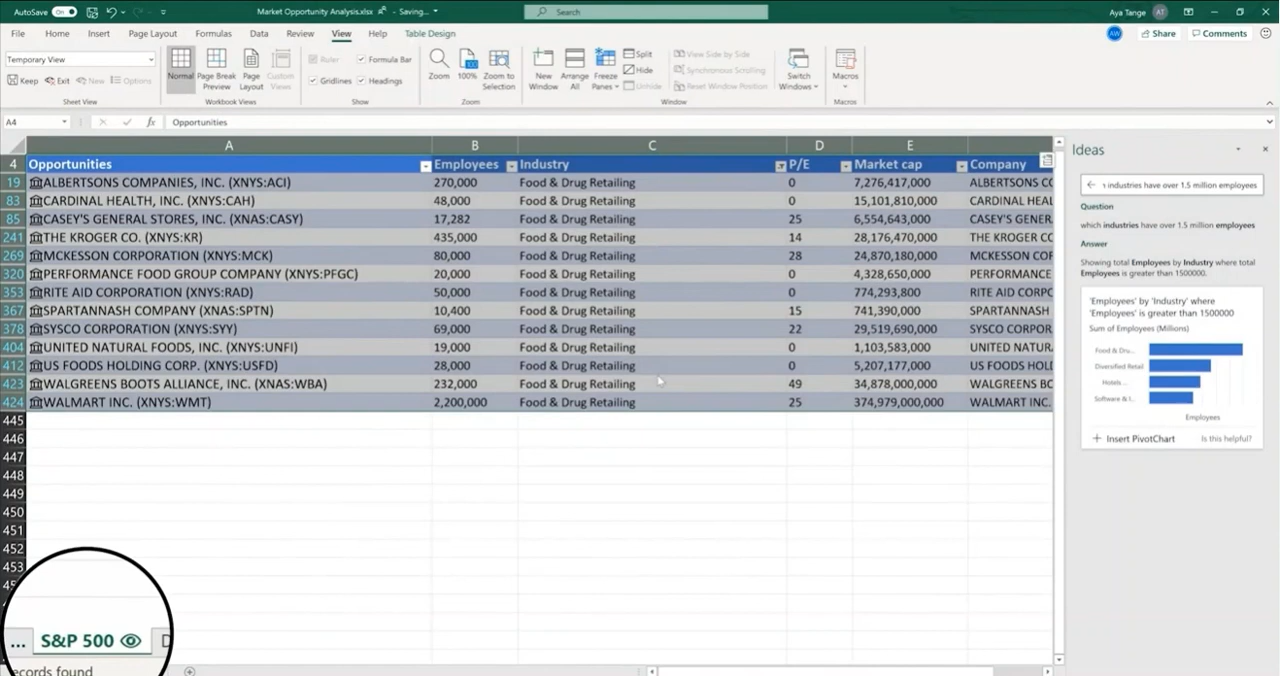 AutoSave On Market Opportunity Analysis.xlsx - Saving... Search Aya Tange AT
File Home Insert Page Layout Formulas Data Review View Help Table Design AW Share Comments
Temporary View
Keep Exit New Options
Sheet View
Normal Page Break Preview Page Layout Custom Views
Workbook Views
Ruler Formula Bar
Gridlines Headings
Show
Zoom 100% Zoom to Selection
Zoom
New Window Arrange All Freeze Panes
Split
Hide
Unhide
View Side by Side
Synchronous Scrolling
Reset Window Position
Switch Windows
Window
Macros
Macros
A4 fx Opportunities
A B C D E
4 Opportunities Employees Industry P/E Market cap Company
19 ALBERTSONS COMPANIES, INC. (XNYS:ACI) 270,000 Food & Drug Retailing 0 7,276,417,000 ALBERTSONS CO
83 CARDINAL HEALTH, INC. (XNYS:CAH) 48,000 Food & Drug Retailing 0 15,101,810,000 CARDINAL HEAL
85 CASEY'S GENERAL STORES, INC. (XNAS:CASY) 17,282 Food & Drug Retailing 25 6,554,643,000 CASEY'S GENER
241 THE KROGER CO. (XNYS:KR) 435,000 Food & Drug Retailing 14 28,176,470,000 THE KROGER CO
269 MCKESSON CORPORATION (XNYS:MCK) 80,000 Food & Drug Retailing 28 24,870,180,000 MCKESSON COR
320 PERFORMANCE FOOD GROUP COMPANY (XNYS:PFGC) 20,000 Food & Drug Retailing 0 4,328,650,000 PERFORMANCE
353 RITE AID CORPORATION (XNYS:RAD) 50,000 Food & Drug Retailing 0 774,293,800 RITE AID CORPO
367 SPARTANNASH COMPANY (XNAS:SPTN) 10,400 Food & Drug Retailing 15 741,390,000 SPARTANNASH
378 SYSCO CORPORATION (XNYS:SYY) 69,000 Food & Drug Retailing 22 29,519,690,000 SYSCO CORPOR
404 UNITED NATURAL FOODS, INC. (XNYS:UNFI) 19,000 Food & Drug Retailing 0 1,103,583,000 UNITED NATURA
412 US FOODS HOLDING CORP. (XNYS:USFD) 28,000 Food & Drug Retailing 0 5,207,177,000 US FOODS HOL
423 WALGREENS BOOTS ALLIANCE, INC. (XNAS:WBA) 232,000 Food & Drug Retailing 49 34,878,000,000 WALGREENS BO
424 WALMART INC. (XNYS:WMT) 2,200,000 Food & Drug Retailing 25 374,979,000,000 WALMART INC.
445
446
447
448
449
450
451
452
453
... S&P 500 D
ecords found
Ideas
industries have over 1.5 million employees
Question
which industries have over 1.5 million employees
Answer
Showing total Employees by Industry where total
Employees is greater than 1500000.
'Employees' by 'Industry' where
'Employees' is greater than 1500000
Sum of Employees (Millions)
Food & Dru...
Diversified Retail
Hotels...
Software & I...
Employees
Insert PivotChart Is this helpful?